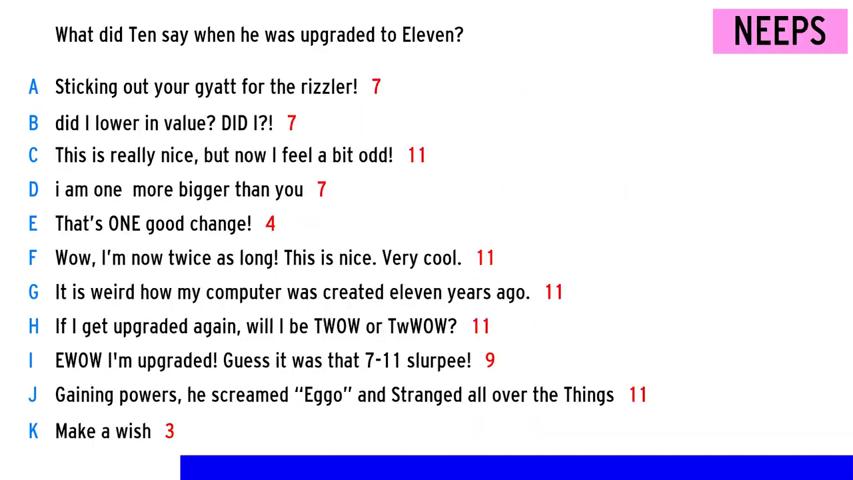 What did Ten say when he was upgraded to Eleven?
NEEPS
A Sticking out your gyatt for the rizzler! 7
B did I lower in value? DID I?! 7
C This is really nice, but now I feel a bit odd! 11
D i am one  more bigger than you 7
E That's ONE good change! 4
F Wow, I'm now twice as long! This is nice. Very cool. 11
G It is weird how my computer was created eleven years ago. 11
H If I get upgraded again, will I be TWOW or TwWOW? 11
I EWOW I'm upgraded! Guess it was that 7-11 slurpee! 9
J Gaining powers, he screamed “Eggo” and Stranged all over the Things 11
K Make a wish 3